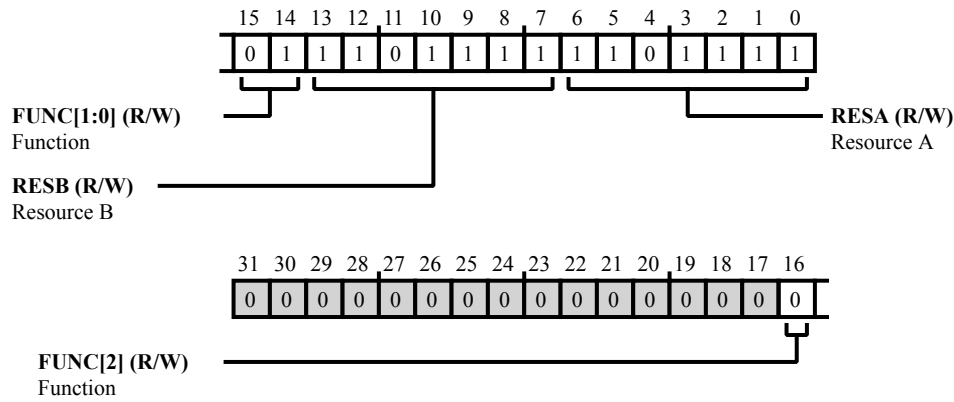 15 14 13 12 11 10 9 8 7 6 5 4 3 2 1 0
0 1 1 1 0 1 1 1 1 1 1 0 1 1 1 1
FUNC[1:0] (R/W)
Function
RESA (R/W)
Resource A
RESB (R/W)
Resource B
31 30 29 28 27 26 25 24 23 22 21 20 19 18 17 16
0 0 0 0 0 0 0 0 0 0 0 0 0 0 0 0
FUNC[2] (R/W)
Function